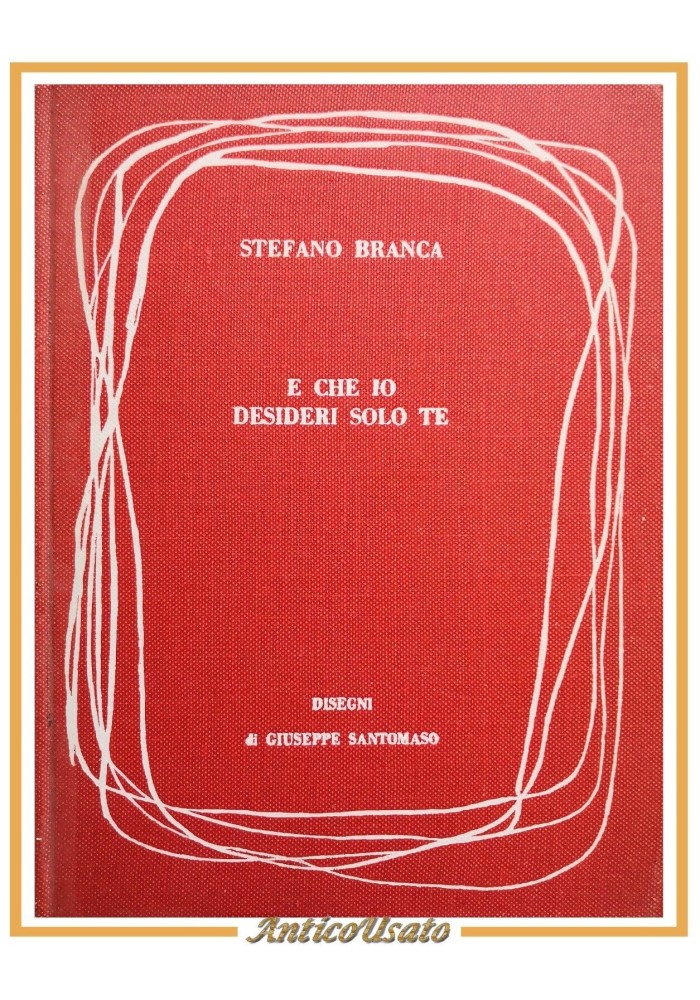 STEFANO BRANCA
E CHE IO
DESIDERI SOLO TE
DISEGNI
di GIUSEPPE SANTOMASO
AnticoUsato